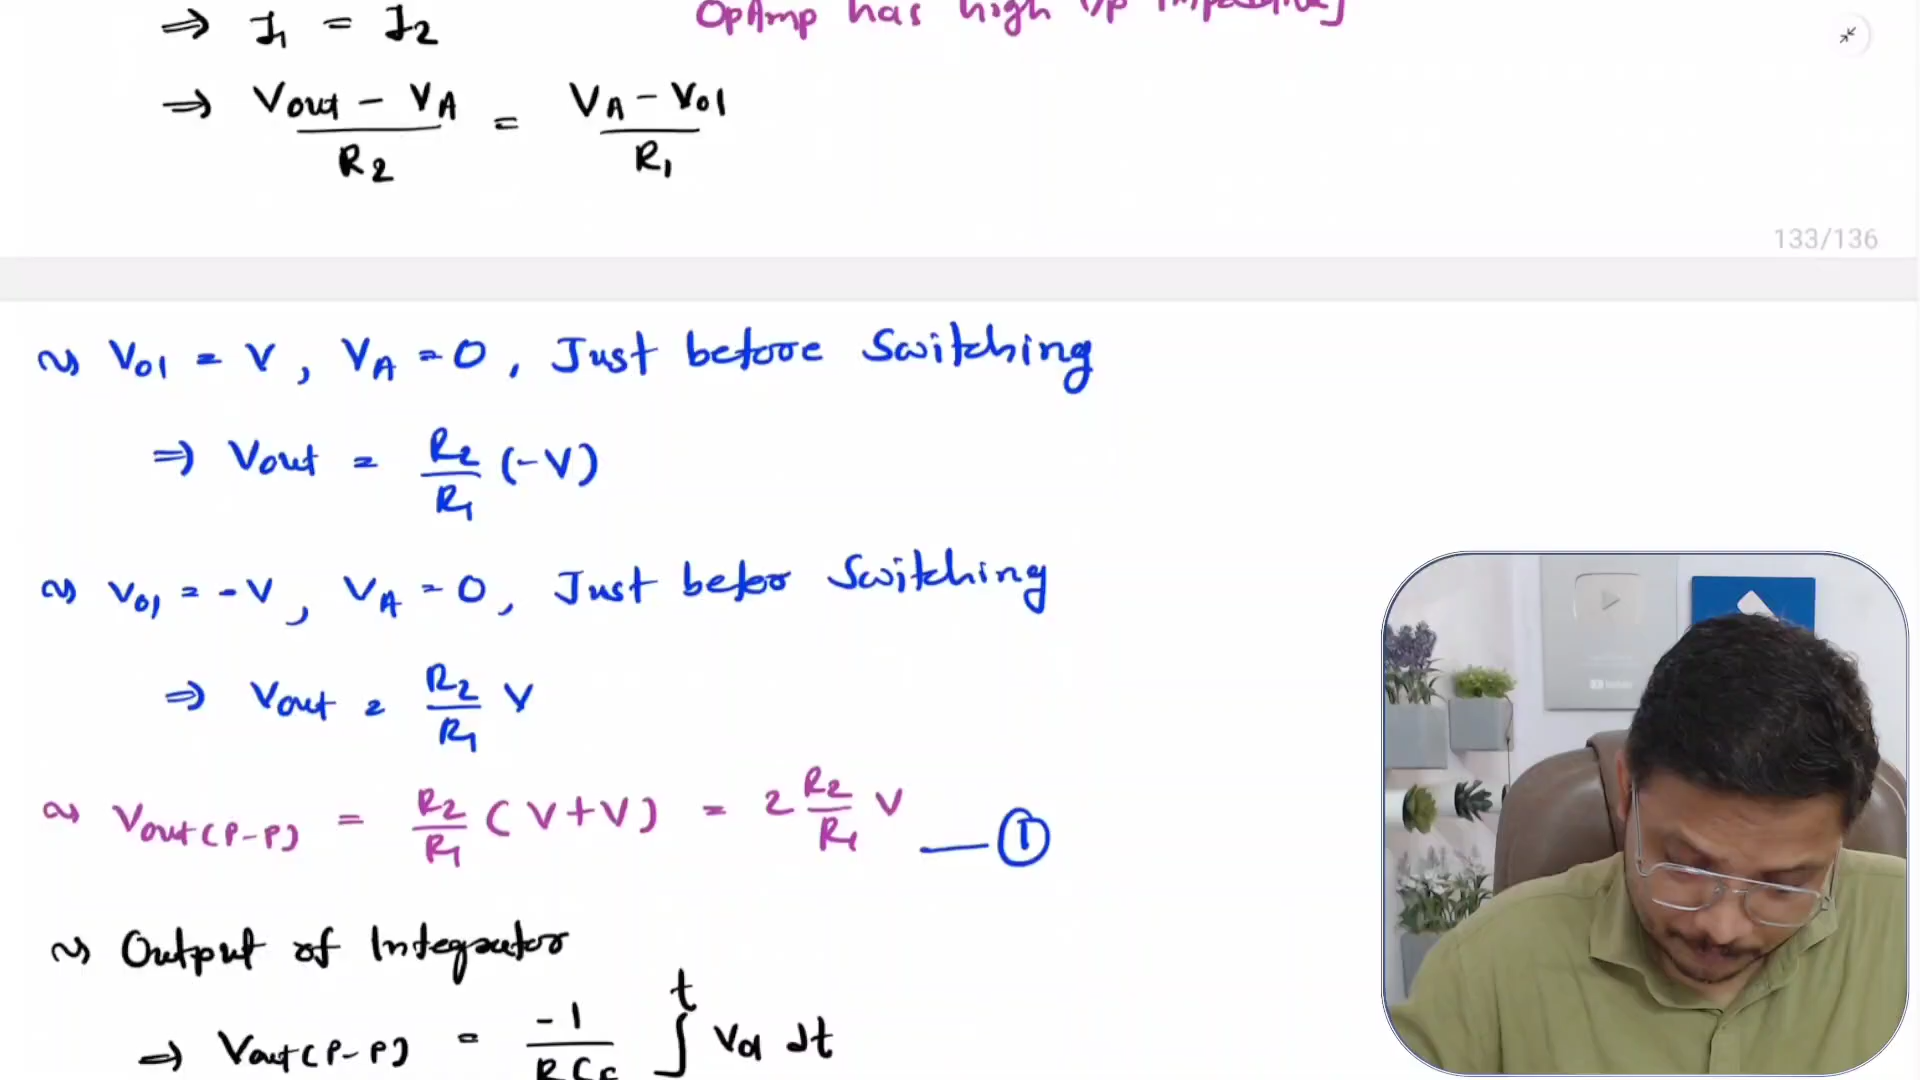 ⇒ I₁ = I₂ OpAmp has high i/p
⇒ (Vout - VA)/R2 = (VA - Vo1)/R1
133/136
Vo1 = V, VA = 0, Just before Switching
⇒ Vout = R2/R1 (-V)
Vo1 = -V, VA = 0, Just befor Switching
⇒ Vout = R2/R1 V
Vout(P-P) = R2/R1 (V+V) = 2 R2/R1 V — ①
Output of Integrator
⇒ Vout(P-P) = -1/RCF ∫ᵗ Vo1 dt